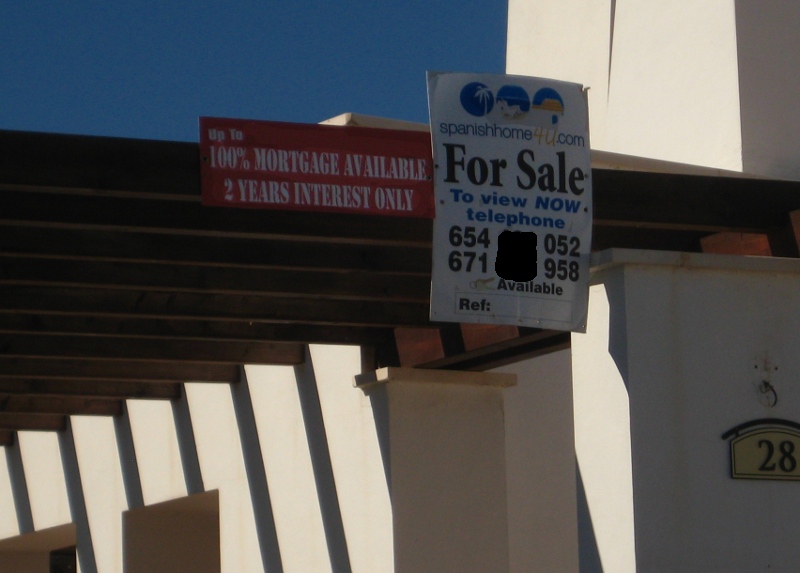 Up To
100% MORTGAGE AVAILABLE
2 YEARS INTEREST ONLY
spanishhome4U.com
For Sale
To view NOW
telephone
654 052
671 958
Available
Ref:
28